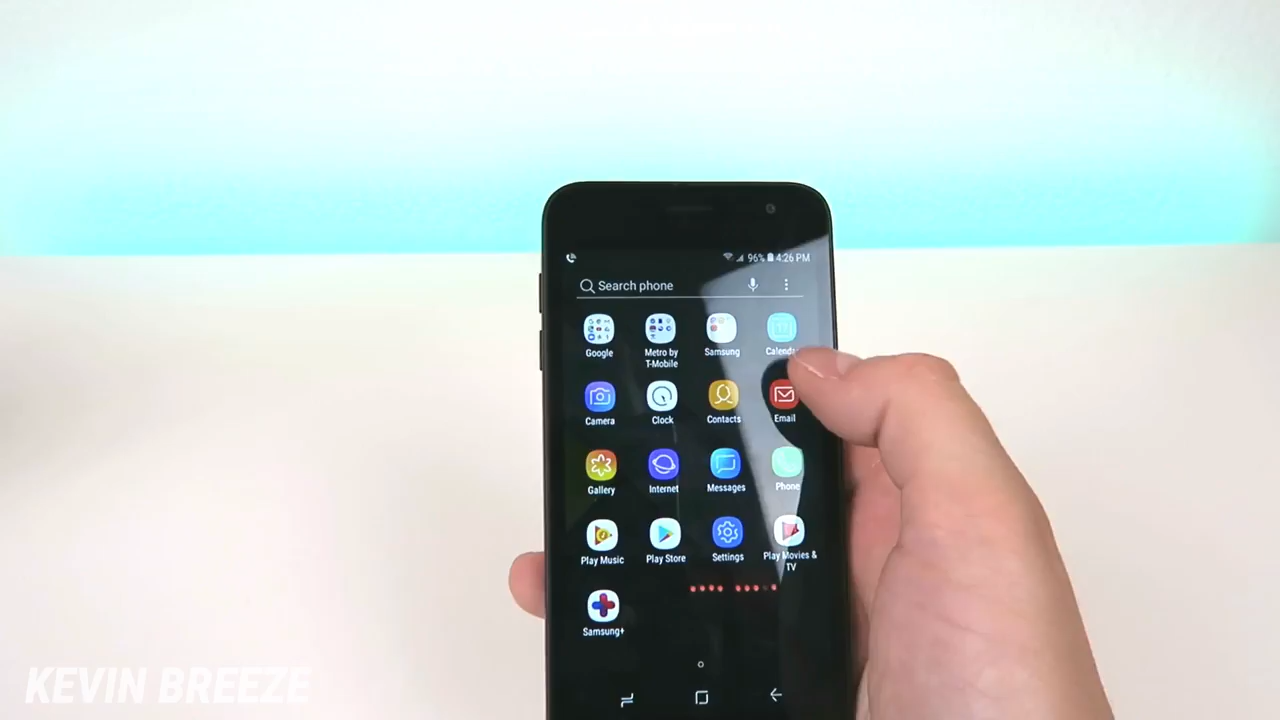 96% 4:26 PM
Search phone
Google
Metro by
T-Mobile
Samsung
Calendar
Camera
Clock
Contacts
Email
Gallery
Internet
Messages
Phone
Play Music
Play Store
Settings
Play Movies &
TV
Samsung+
KEVIN BREEZE